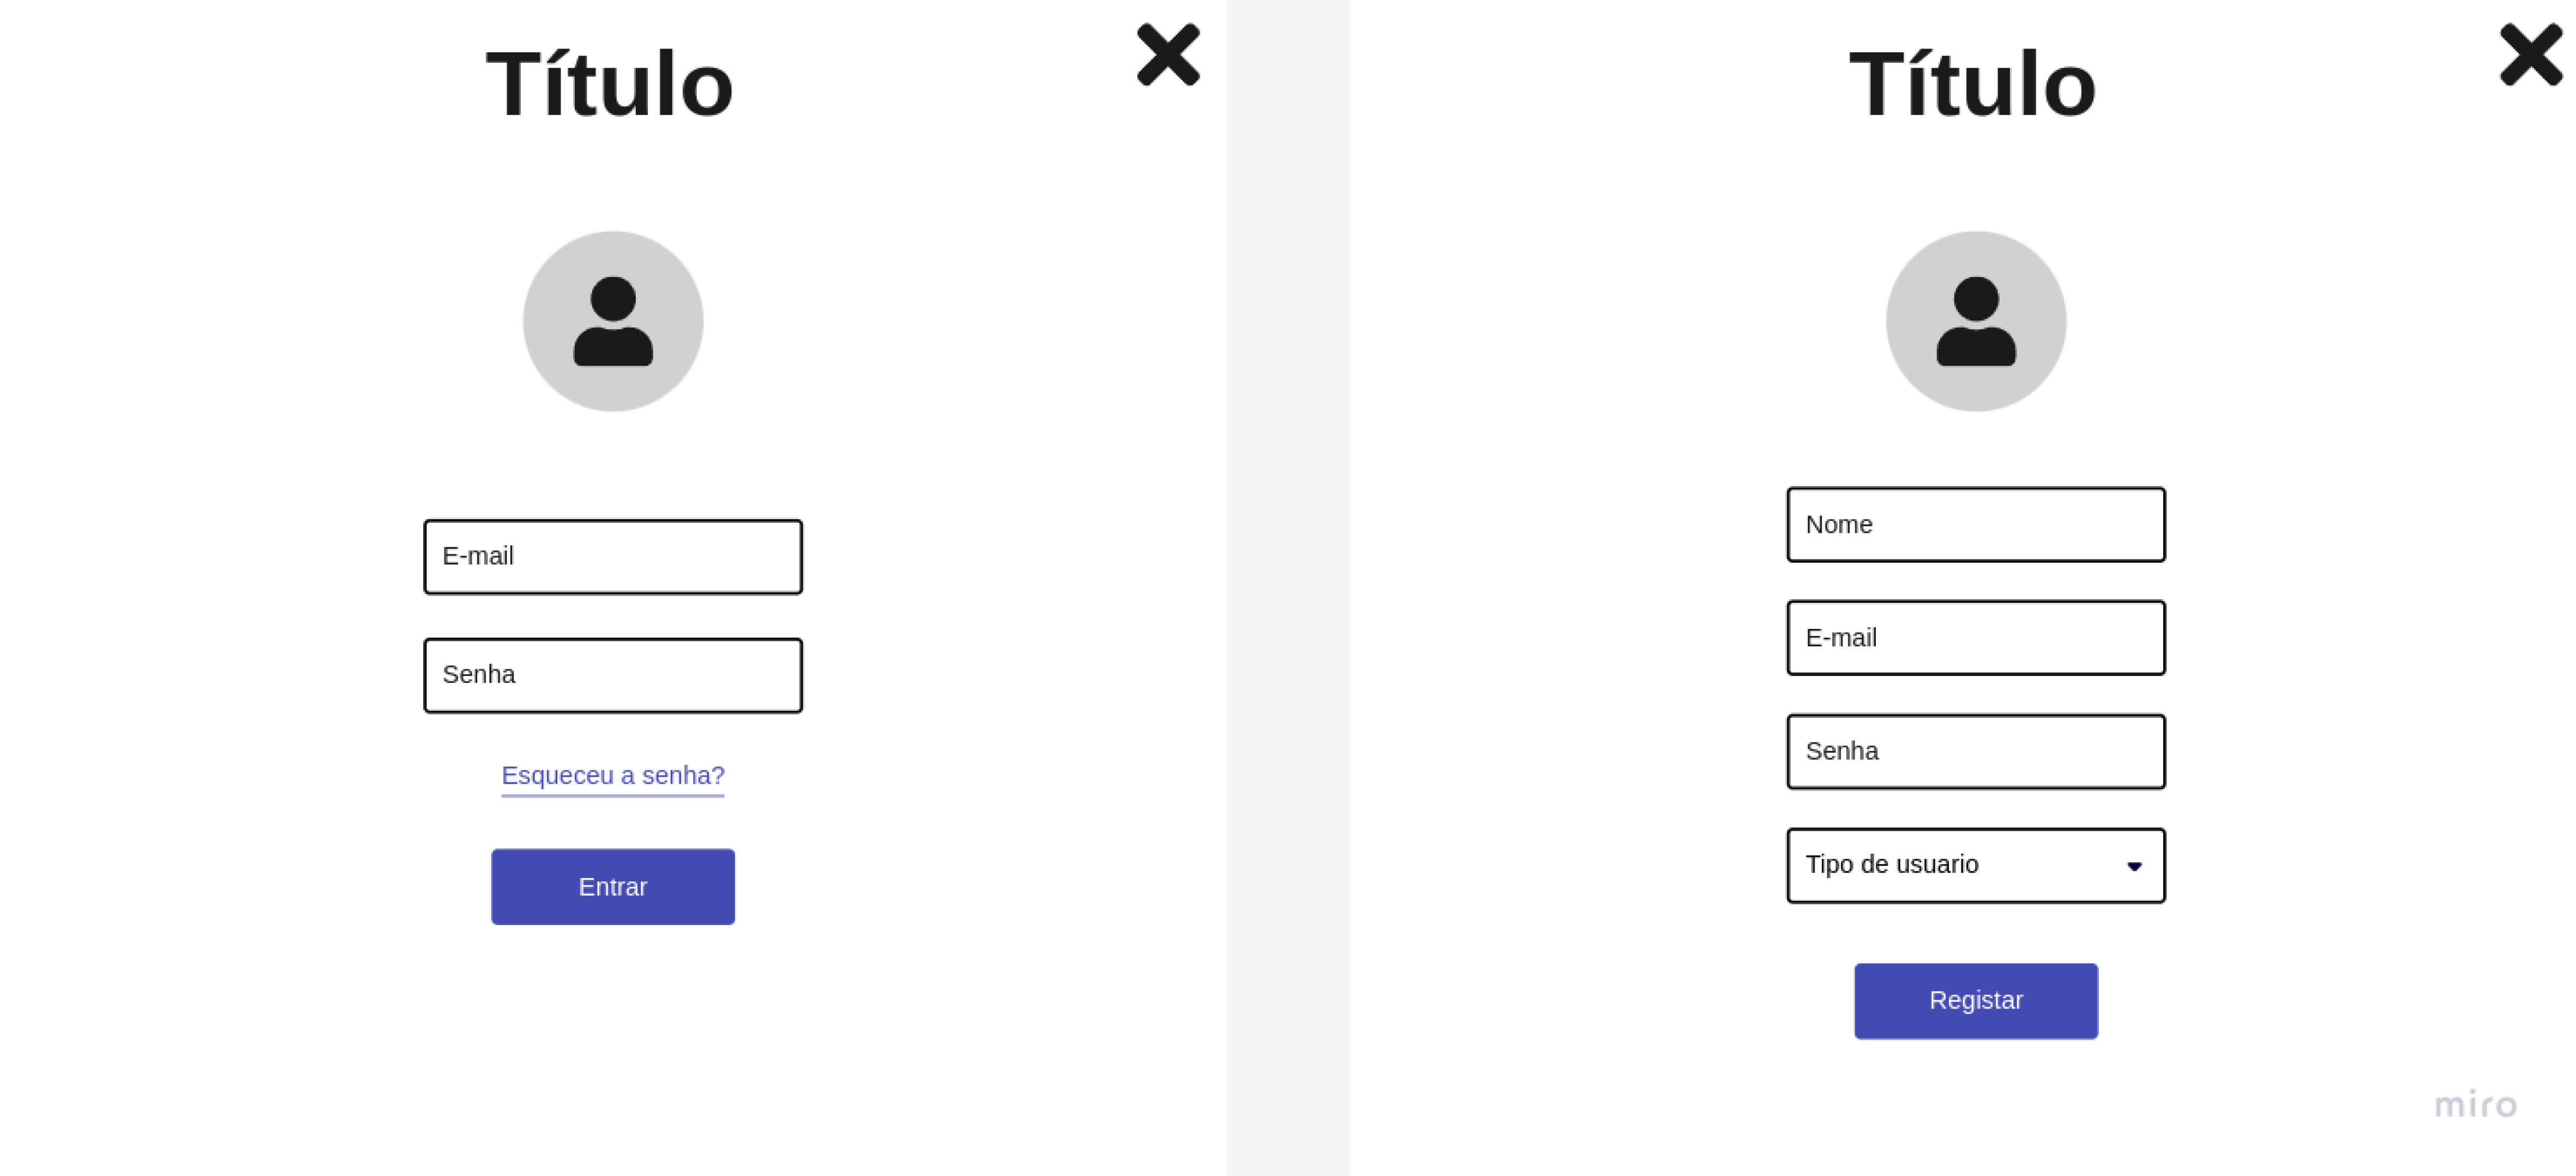 Título
E-mail
Senha
Esqueceu a senha?
Entrar
Título
Nome
E-mail
Senha
Tipo de usuario
Registar
miro